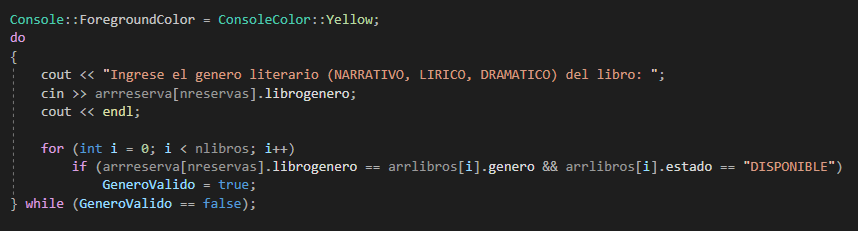 Console::ForegroundColor = ConsoleColor::Yellow;
do
{
    cout << "Ingrese el genero literario (NARRATIVO, LIRICO, DRAMATICO) del libro: ";
    cin >> arrreserva[nreservas].librogenero;
    cout << endl;

    for (int i = 0; i < nlibros; i++)
        if (arrreserva[nreservas].librogenero == arrlibros[i].genero && arrlibros[i].estado == "DISPONIBLE")
            GeneroValido = true;
} while (GeneroValido == false);